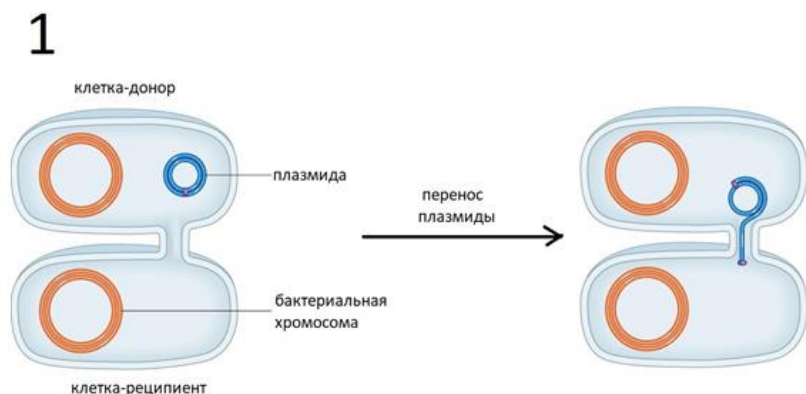 1
клетка-донор
плазмида
перенос
плазмиды
бактериальная
хромосома
клетка-реципиент